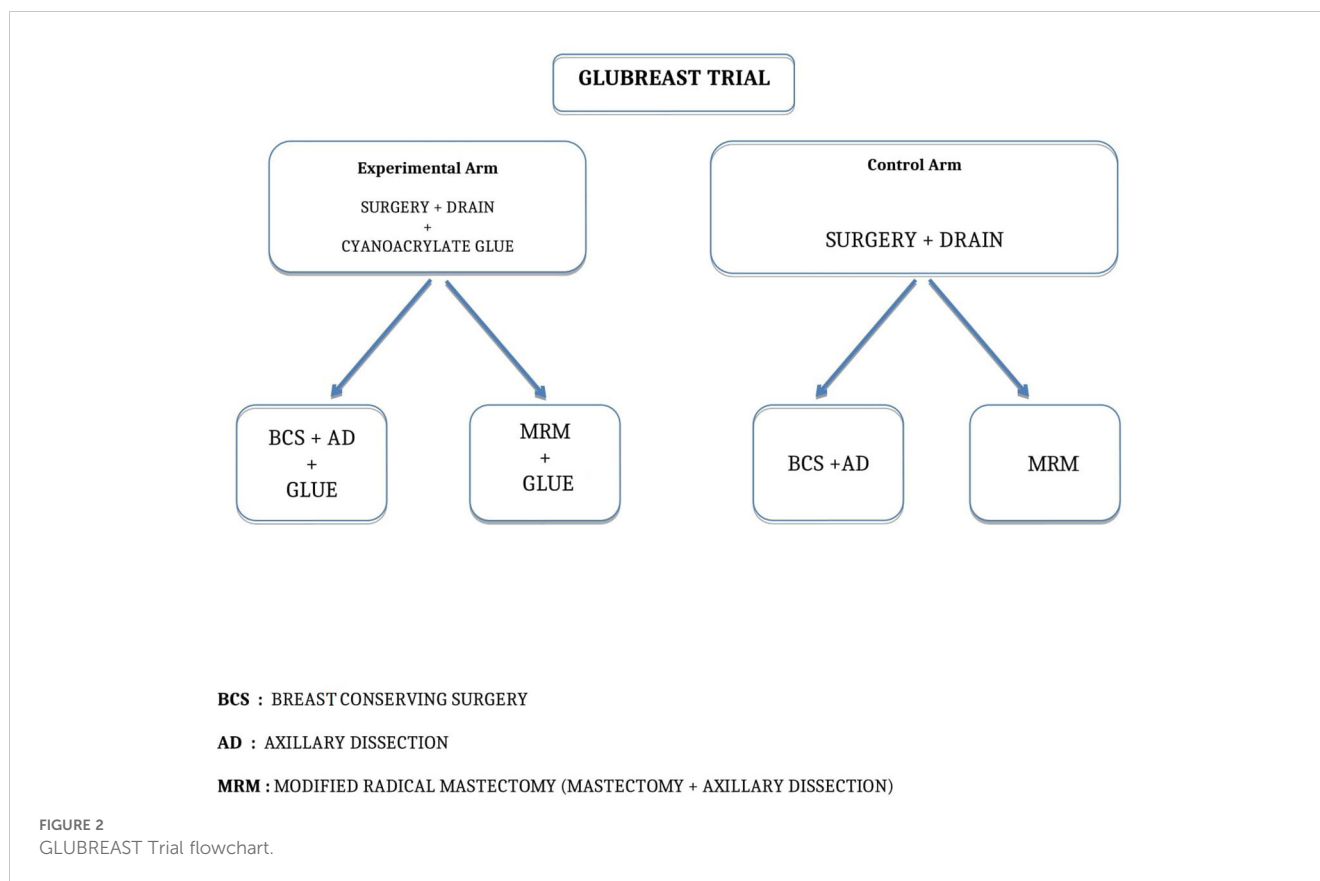 GLUBREAST TRIAL
Experimental Arm
SURGERY + DRAIN
+
CYANOACRYLATE GLUE
Control Arm
SURGERY + DRAIN
BCS + AD
+
GLUE
MRM
+
GLUE
BCS +AD
MRM
BCS : BREAST CONSERVING SURGERY
AD : AXILLARY DISSECTION
MRM : MODIFIED RADICAL MASTECTOMY (MASTECTOMY + AXILLARY DISSECTION)
FIGURE 2
GLUBREAST Trial flowchart.